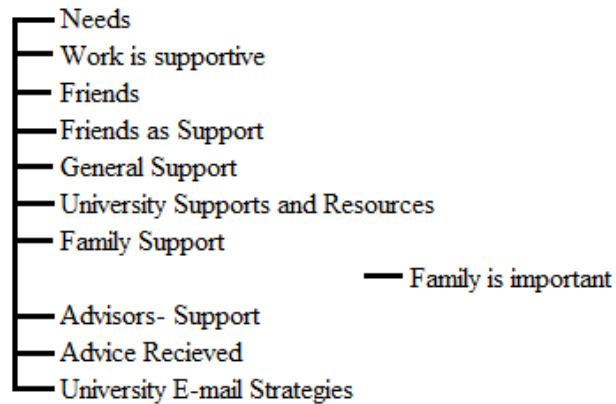 Needs
Work is supportive
Friends
Friends as Support
General Support
University Supports and Resources
Family Support
Family is important
Advisors- Support
Advice Recieved
University E-mail Strategies